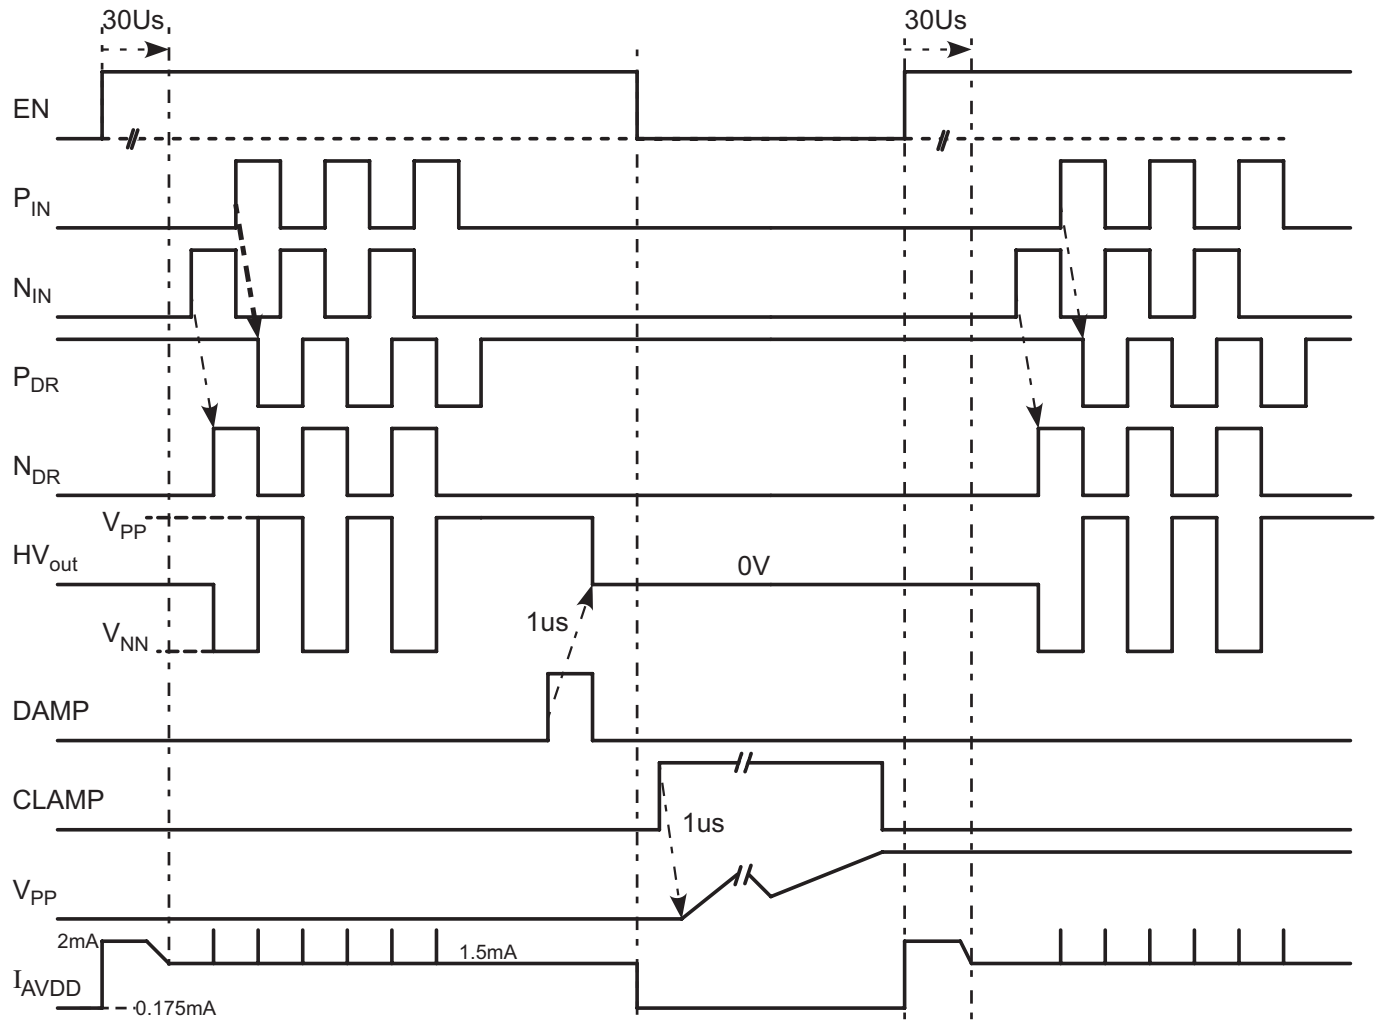 30Us 30Us
EN
PIN
NIN
PDR
NDR
VPP
HVout
0V
1us
VNN
DAMP
CLAMP
1us
VPP
2mA
1.5mA
IAVDD
0.175mA